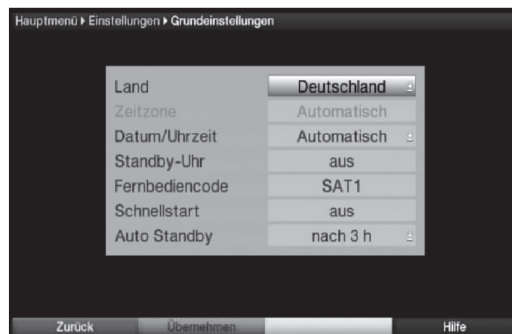 Hauptmenü ▸ Einstellungen ▸ Grundeinstellungen
Land Deutschland
Zeitzone Automatisch
Datum/Uhrzeit Automatisch
Standby-Uhr aus
Fernbediencode SAT1
Schnellstart aus
Auto Standby nach 3 h
Zurück Übernehmen Hilfe